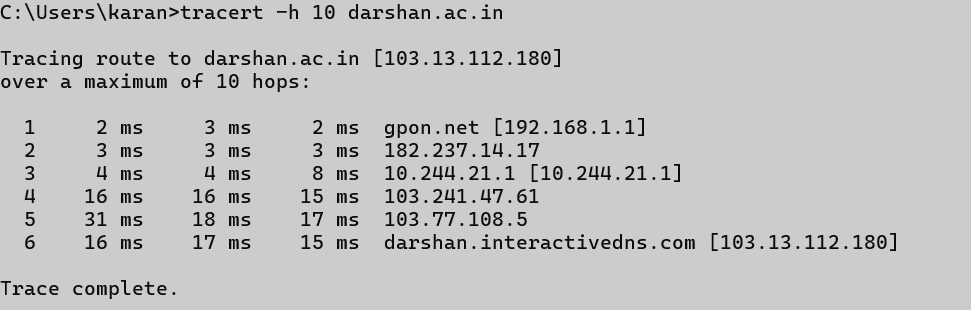 C:\Users\karan>tracert -h 10 darshan.ac.in
Tracing route to darshan.ac.in [103.13.112.180]
over a maximum of 10 hops:
1 2 ms 3 ms 2 ms gpon.net [192.168.1.1]
2 3 ms 3 ms 3 ms 182.237.14.17
3 4 ms 4 ms 8 ms 10.244.21.1 [10.244.21.1]
4 16 ms 16 ms 15 ms 103.241.47.61
5 31 ms 18 ms 17 ms 103.77.108.5
6 16 ms 17 ms 15 ms darshan.interactivedns.com [103.13.112.180]
Trace complete.